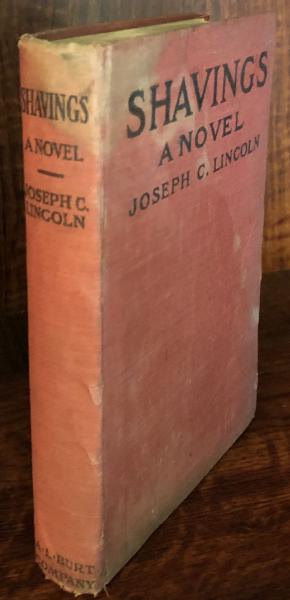 SHAVINGS
A NOVEL
JOSEPH C.
LINCOLN
A. L. BURT
COMPANY
SHAVINGS
A NOVEL
JOSEPH C. LINCOLN